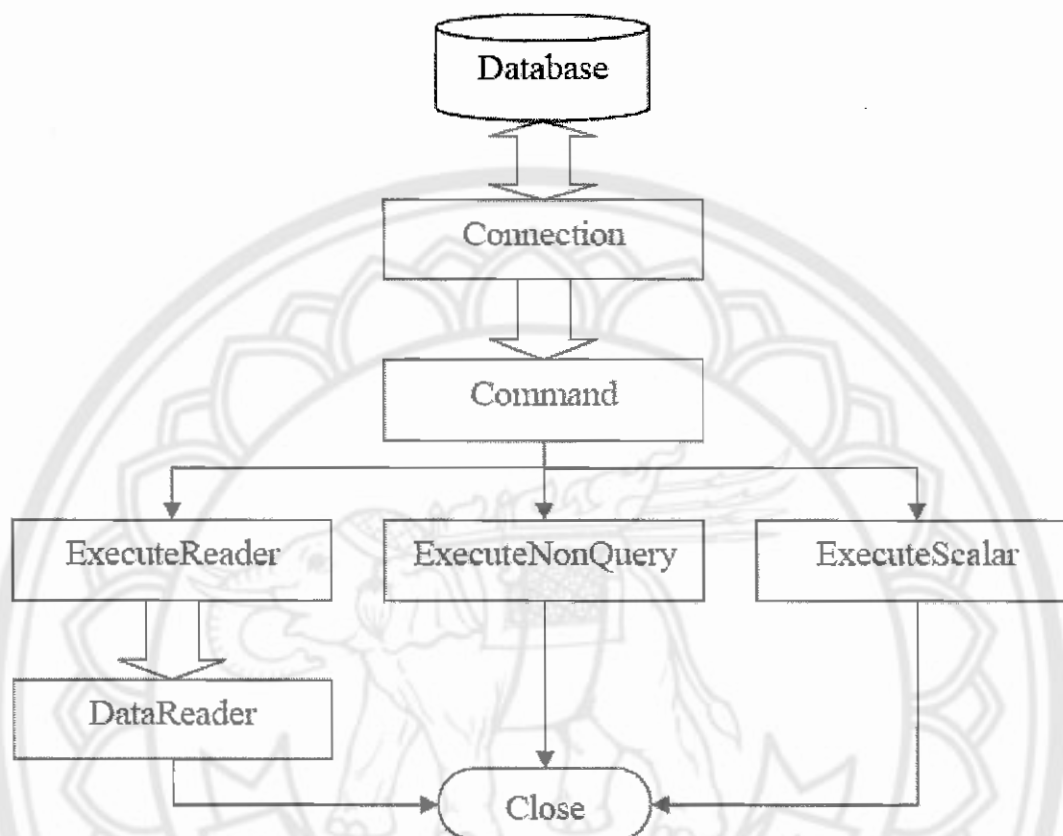 Database
Connection
Command
ExecuteReader
ExecuteNonQuery
ExecuteScalar
DataReader
Close